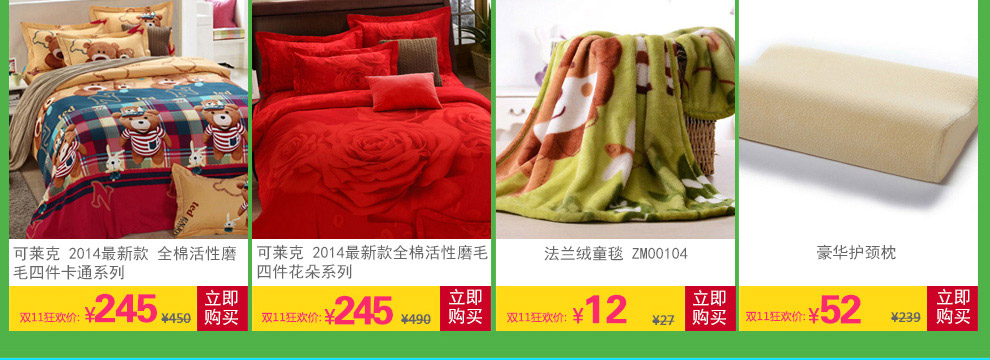 可莱克 2014最新款 全棉活性磨
毛四件卡通系列
双11狂欢价: ¥245 ¥450 立即
购买
可莱克 2014最新款全棉活性磨毛
四件花朵系列
双11狂欢价: ¥245 ¥490 立即
购买
法兰绒童毯 ZM00104
双11狂欢价: ¥12 ¥27 立即
购买
豪华护颈枕
双11狂欢价: ¥52 ¥239 立即
购买